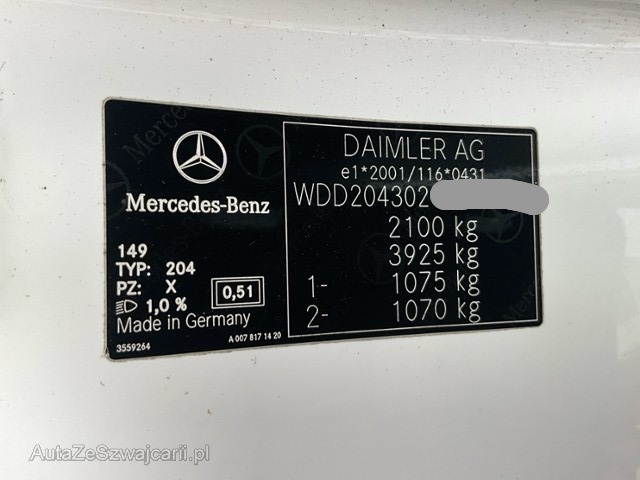 Mercedes-Benz
149
TYP: 204
PZ: X
1,0 %
0,51
Made in Germany
3559264
A 007 817 14 20
DAIMLER AG
e1*2001/116*0431
WDD204302
2100 kg
3925 kg
1- 1075 kg
2- 1070 kg
AutaZeSzwajcarii.pl